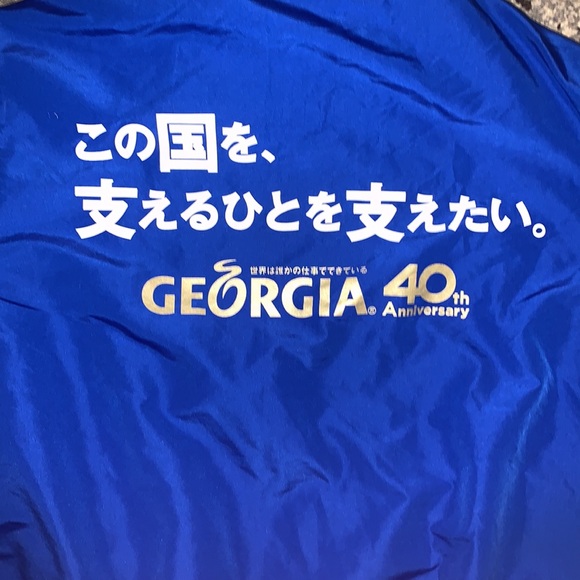 この国を、
支えるひとを支えたい。
世界は誰かの仕事でできている
GEORGIA® 40th
Anniversary